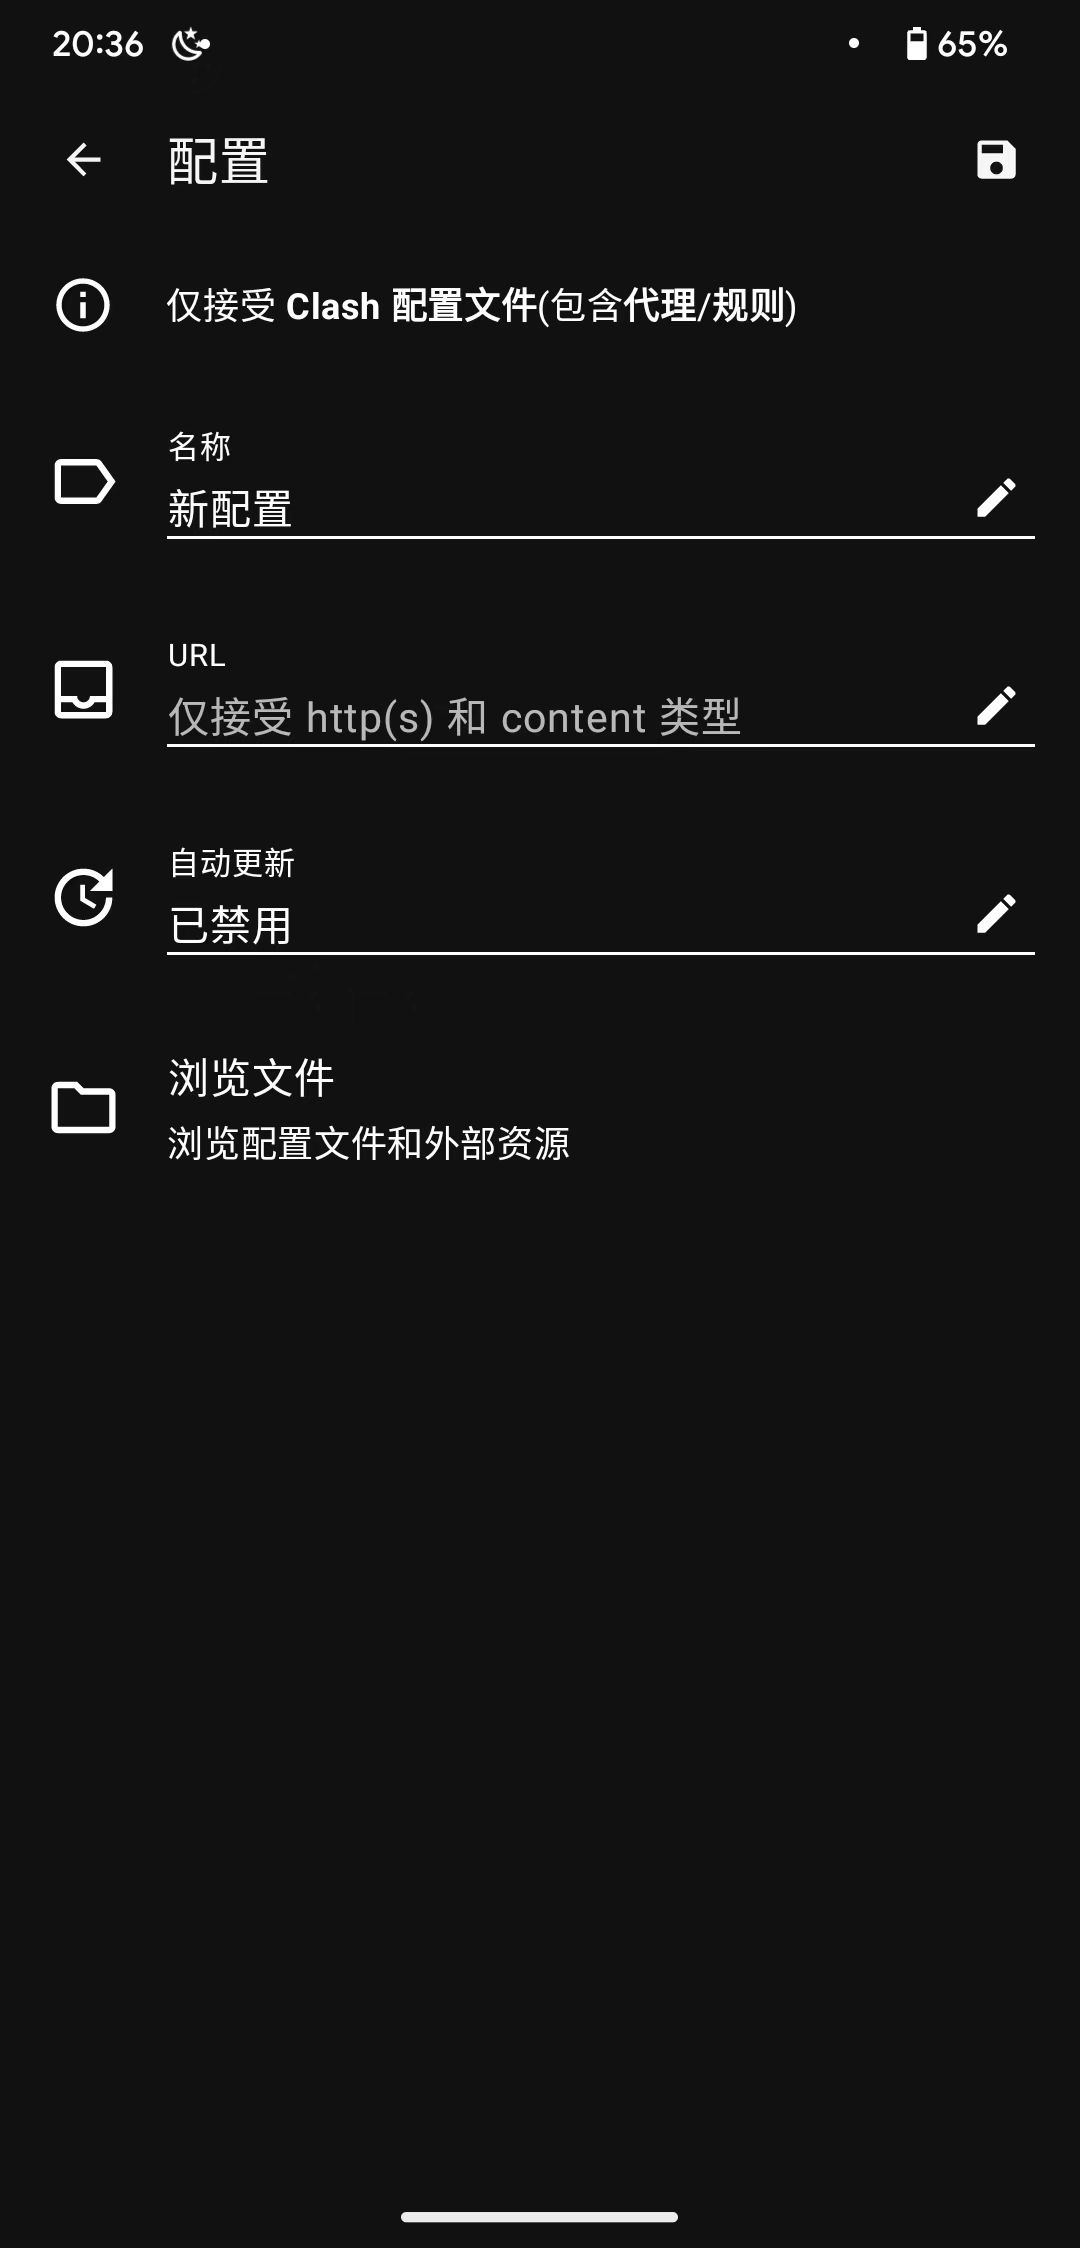 20:36
65%
配置
仅接受 Clash 配置文件(包含代理/规则)
名称
新配置
URL
仅接受 http(s) 和 content 类型
自动更新
已禁用
浏览文件
浏览配置文件和外部资源